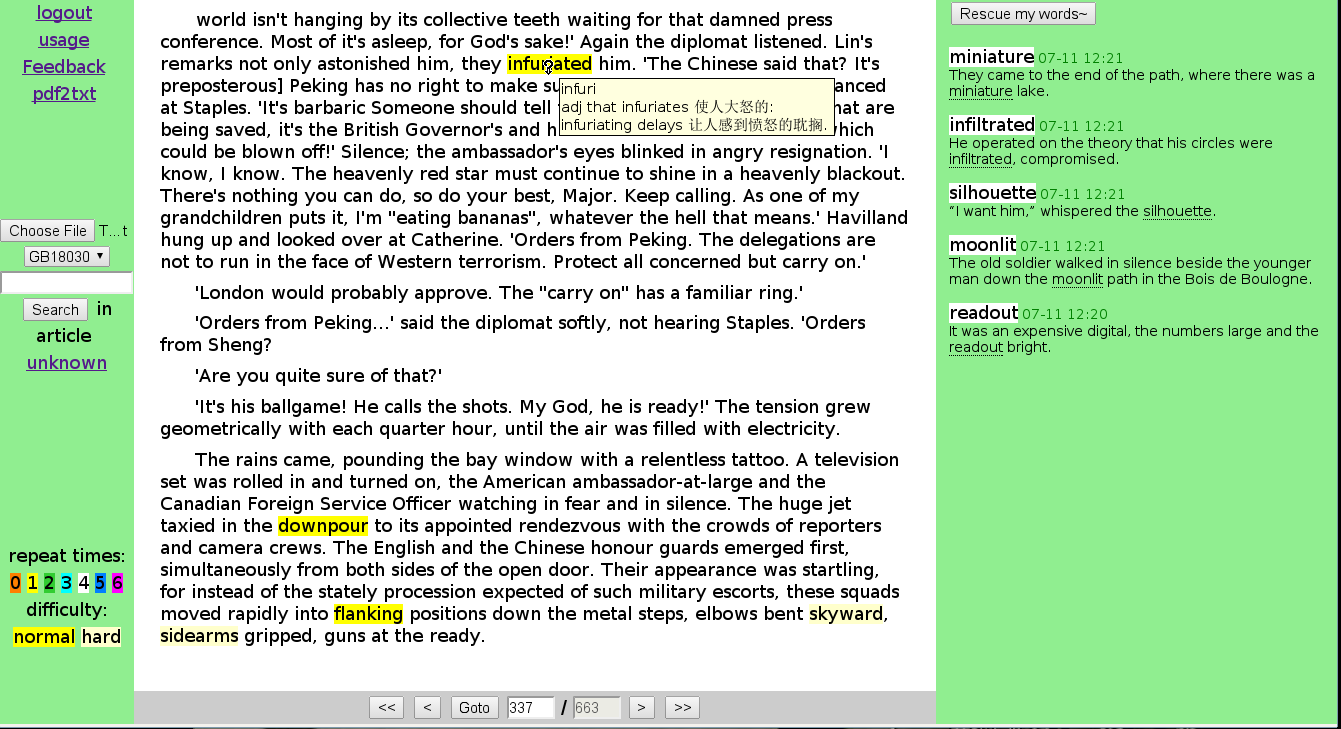 logout
usage
Feedback
pdf2txt
Choose File T...t
GB18030
Search in
article
unknown
repeat times:
0 1 2 3 4 5 6
difficulty:
normal hard
world isn't hanging by its collective teeth waiting for that damned press
conference. Most of it's asleep, for God's sake!' Again the diplomat listened. Lin's
remarks not only astonished him, they infuriated him. 'The Chinese said that? It's
preposterous] Peking has no right to make su anced
at Staples. 'It's barbaric Someone should tell hat are
being saved, it's the British Governor's and h which
could be blown off!' Silence; the ambassador's eyes blinked in angry resignation. 'I
know, I know. The heavenly red star must continue to shine in a heavenly blackout.
There's nothing you can do, so do your best, Major. Keep calling. As one of my
grandchildren puts it, I'm "eating bananas", whatever the hell that means.' Havilland
hung up and looked over at Catherine. 'Orders from Peking. The delegations are
not to run in the face of Western terrorism. Protect all concerned but carry on.'
'London would probably approve. The "carry on" has a familiar ring.'
'Orders from Peking...' said the diplomat softly, not hearing Staples. 'Orders
from Sheng?
'Are you quite sure of that?'
'It's his ballgame! He calls the shots. My God, he is ready!' The tension grew
geometrically with each quarter hour, until the air was filled with electricity.
The rains came, pounding the bay window with a relentless tattoo. A television
set was rolled in and turned on, the American ambassador-at-large and the
Canadian Foreign Service Officer watching in fear and in silence. The huge jet
taxied in the downpour to its appointed rendezvous with the crowds of reporters
and camera crews. The English and the Chinese honour guards emerged first,
simultaneously from both sides of the open door. Their appearance was startling,
for instead of the stately procession expected of such military escorts, these squads
moved rapidly into flanking positions down the metal steps, elbows bent skyward,
sidearms gripped, guns at the ready.
infuri
adj that infuriates 使人大怒的:
infuriating delays 让人感到愤怒的耽搁.
<< < Goto 337 / 663 > >>
Rescue my words~
miniature 07-11 12:21
They came to the end of the path, where there was a
miniature lake.
infiltrated 07-11 12:21
He operated on the theory that his circles were
infiltrated, compromised.
silhouette 07-11 12:21
“I want him,” whispered the silhouette.
moonlit 07-11 12:21
The old soldier walked in silence beside the younger
man down the moonlit path in the Bois de Boulogne.
readout 07-11 12:20
It was an expensive digital, the numbers large and the
readout bright.